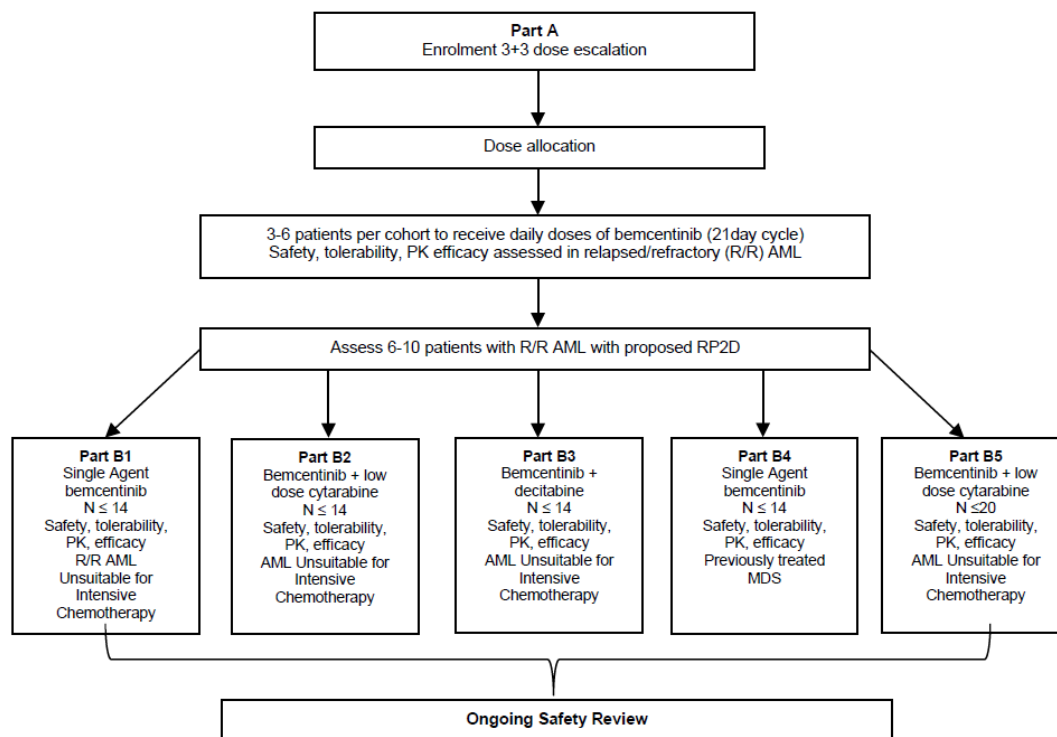 Part A
Enrolment 3+3 dose escalation
Dose allocation
3-6 patients per cohort to receive daily doses of bemcentinib (21day cycle)
Safety, tolerability, PK efficacy assessed in relapsed/refractory (R/R) AML
Assess 6-10 patients with R/R AML with proposed RP2D
Part B1
Single Agent
bemcentinib
N ≤ 14
Safety, tolerability,
PK, efficacy
R/R AML
Unsuitable for
Intensive
Chemotherapy
Part B2
Bemcentinib + low
dose cytarabine
N ≤ 14
Safety, tolerability,
PK, efficacy
AML Unsuitable for
Intensive
Chemotherapy
Part B3
Bemcentinib +
decitabine
N ≤ 14
Safety, tolerability,
PK, efficacy
AML Unsuitable for
Intensive
Chemotherapy
Part B4
Single Agent
bemcentinib
N ≤ 14
Safety, tolerability,
PK, efficacy
Previously treated
MDS
Part B5
Bemcentinib + low
dose cytarabine
N ≤20
Safety, tolerability,
PK, efficacy
AML Unsuitable for
Intensive
Chemotherapy
Ongoing Safety Review